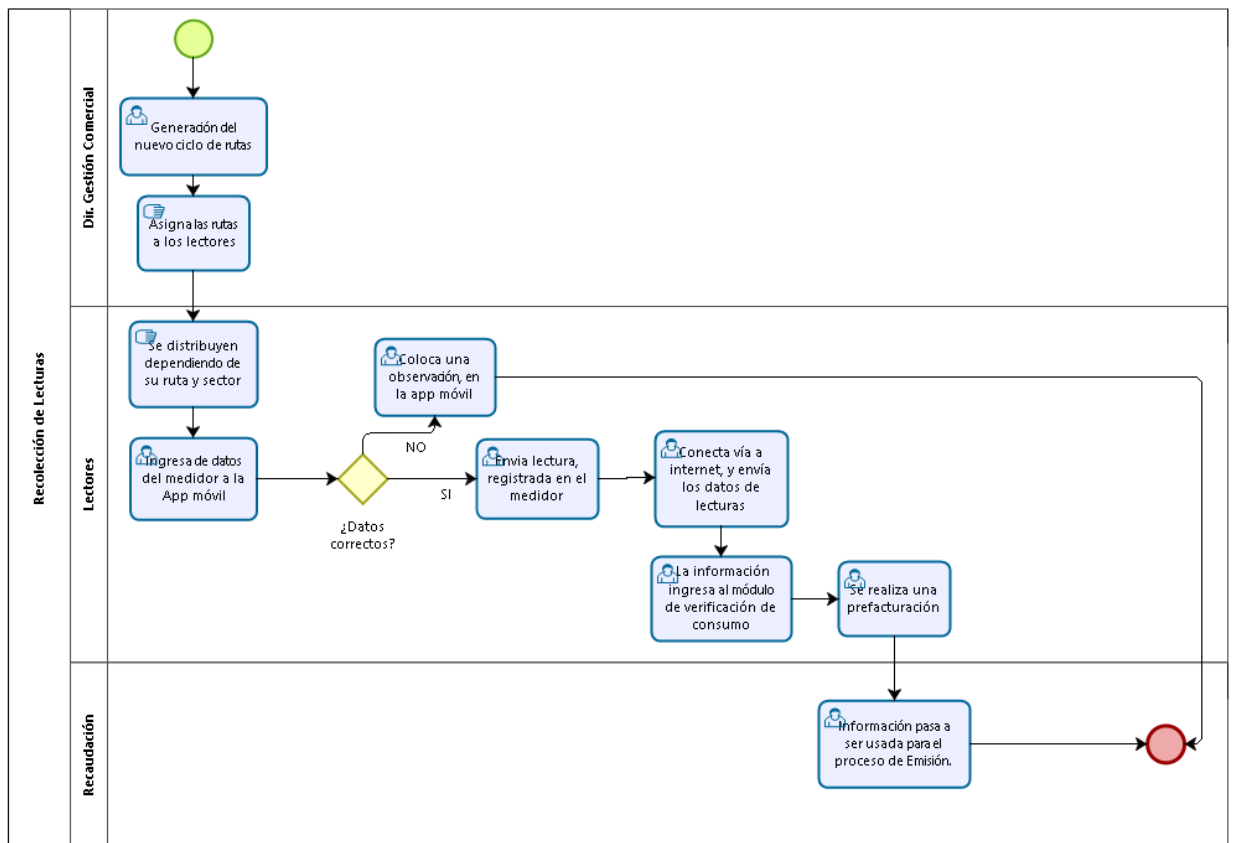 Recolección de Lecturas
Dir. Gestión Comercial
Generación del
nuevo ciclo de rutas
Asigna las rutas
a los lectores
Lectores
Se distribuyen
dependiendo de
su ruta y sector
Coloca una
observación, en
la app móvil
Ingresa de datos
del medidor a la
App móvil
¿Datos
correctos?
NO
SI
Envia lectura,
registrada en el
medidor
Conecta vía a
internet, y envía
los datos de
lecturas
La información
ingresa al módulo
de verificación de
consumo
Se realiza una
prefacturación
Recaudación
Información pasa a
ser usada para el
proceso de Emisión.